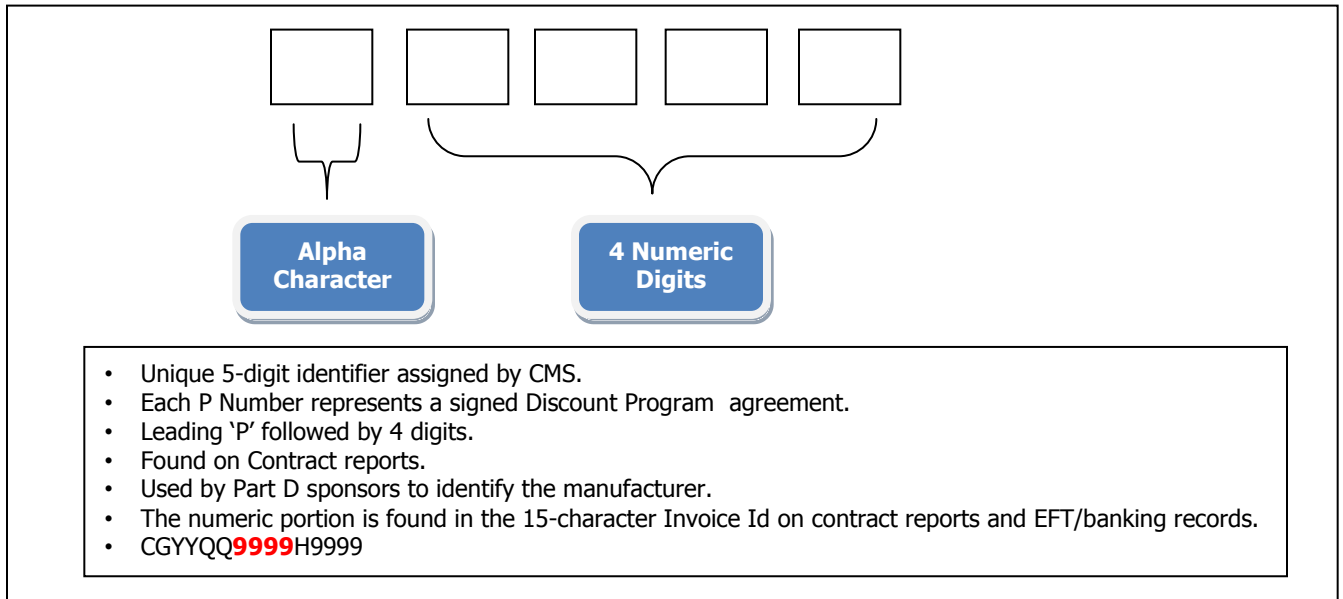 Alpha
Character
4 Numeric
Digits
• Unique 5-digit identifier assigned by CMS.
• Each P Number represents a signed Discount Program  agreement.
• Leading ‘P’ followed by 4 digits.
• Found on Contract reports.
• Used by Part D sponsors to identify the manufacturer.
• The numeric portion is found in the 15-character Invoice Id on contract reports and EFT/banking records.
• CGYYQQ9999H9999